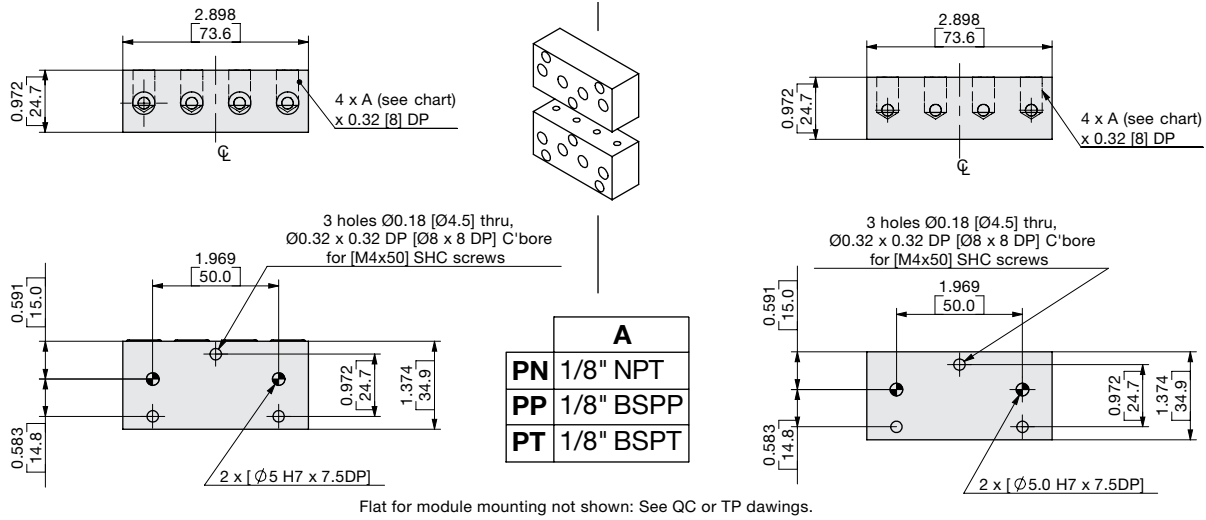 2.898
73.6
0.972
24.7
4 x A (see chart)
x 0.32 [8] DP
℄
2.898
73.6
0.972
24.7
4 x A (see chart)
x 0.32 [8] DP
℄
3 holes Ø0.18 [Ø4.5] thru,
Ø0.32 x 0.32 DP [Ø8 x 8 DP] C'bore
for [M4x50] SHC screws
1.969
50.0
0.591
15.0
0.583
14.8
0.972
24.7
1.374
34.9
2 x [ Ø5 H7 x 7.5DP]
A
PN 1/8" NPT
PP 1/8" BSPP
PT 1/8" BSPT
3 holes Ø0.18 [Ø4.5] thru,
Ø0.32 x 0.32 DP [Ø8 x 8 DP] C'bore
for [M4x50] SHC screws
1.969
50.0
0.591
15.0
0.583
14.8
0.972
24.7
1.374
34.9
2 x [ Ø5.0 H7 x 7.5DP]
Flat for module mounting not shown: See QC or TP dawings.